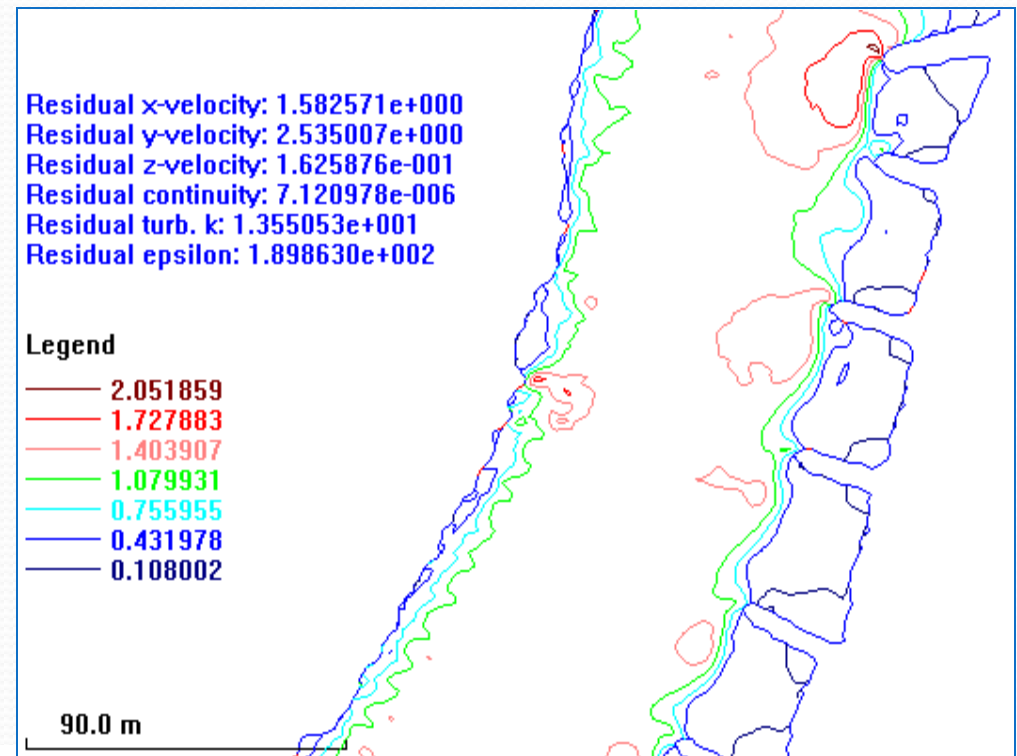 Residual x-velocity: 1.582571e+000
Residual y-velocity: 2.535007e+000
Residual z-velocity: 1.625876e-001
Residual continuity: 7.120978e-006
Residual turb. k: 1.355053e+001
Residual epsilon: 1.898630e+002
Legend
2.051859
1.727883
1.403907
1.079931
0.755955
0.431978
0.108002
90.0 m